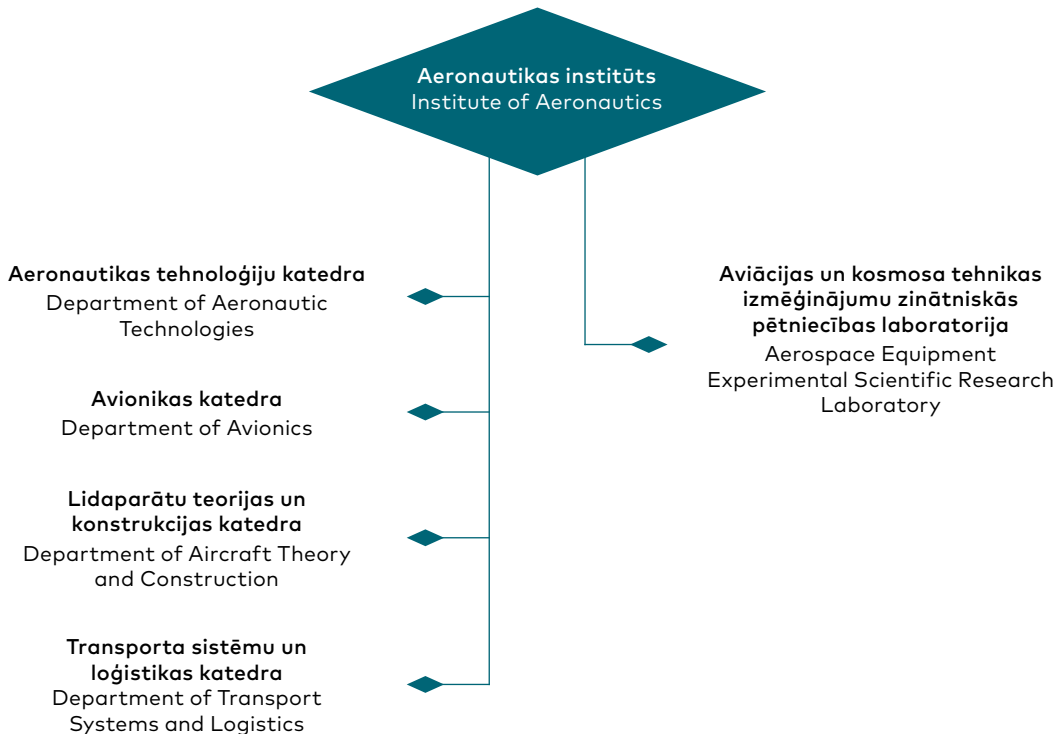 Aeronautikas institūts
Institute of Aeronautics
Aeronautikas tehnoloģiju katedra
Department of Aeronautic
Technologies
Avionikas katedra
Department of Avionics
Lidaparātu teorijas un
konstrukcijas katedra
Department of Aircraft Theory
and Construction
Transporta sistēmu un
loģistikas katedra
Department of Transport
Systems and Logistics
Aviācijas un kosmosa tehnikas
izmēģinājumu zinātniskās
pētniecības laboratorija
Aerospace Equipment
Experimental Scientific Research
Laboratory